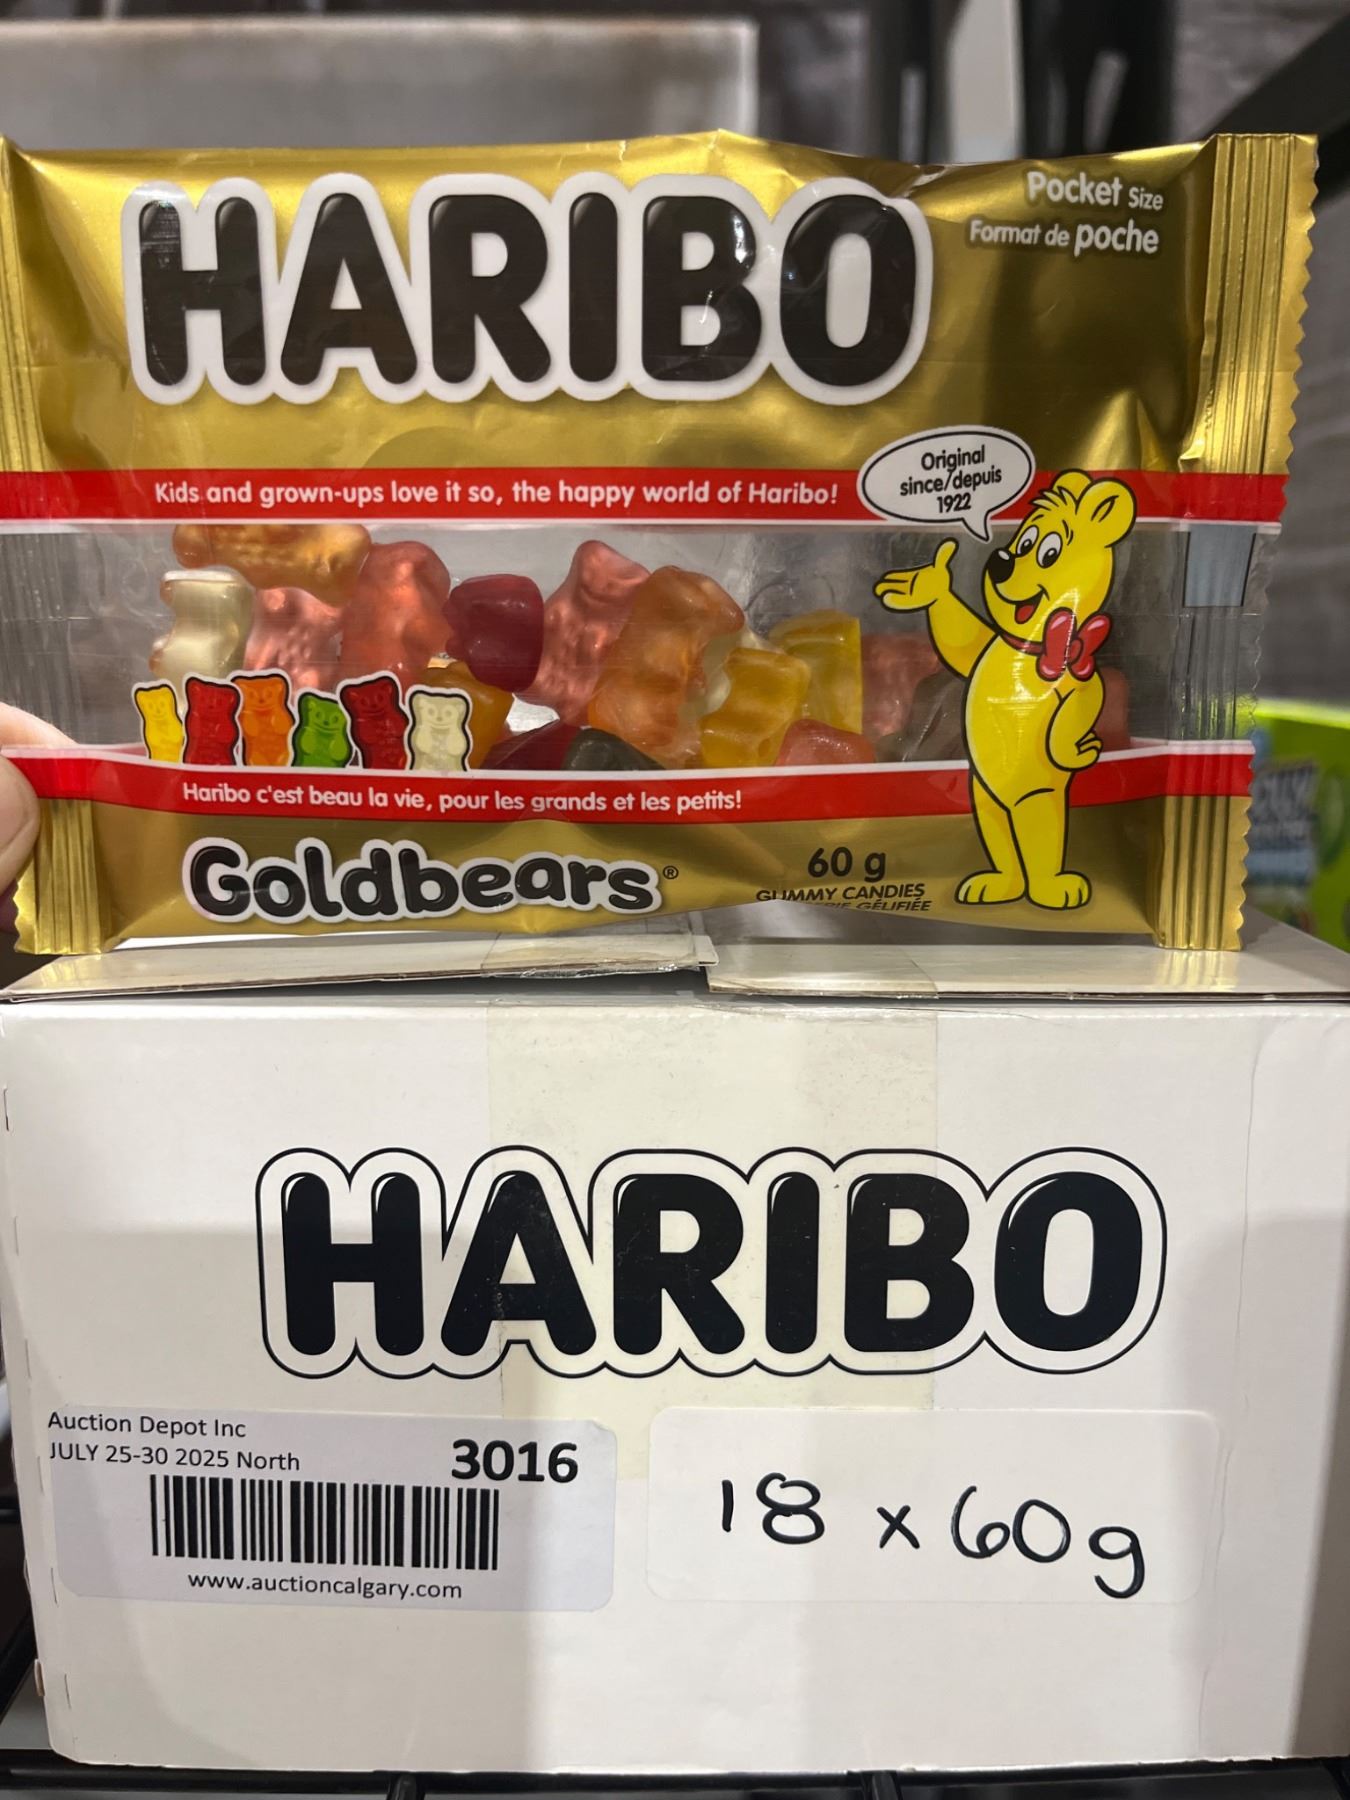 HARIBO
Pocket Size
Format de poche
Original
since/depuis
1922
Kids and grown-ups love it so, the happy world of Haribo!
Haribo c'est beau la vie, pour les grands et les petits!
Goldbears®
60 g
GUMMY CANDIES
GÉLIFIÉE
HARIBO
Auction Depot Inc
JULY 25-30 2025 North
3016
www.auctioncalgary.com
18 x 60g